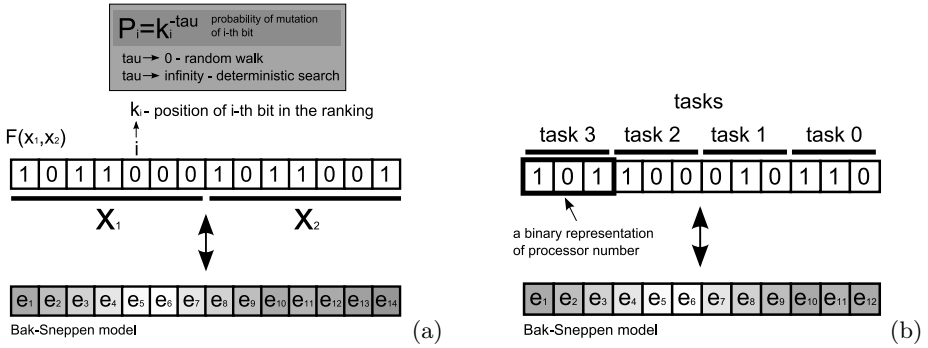 Pᵢ=kᵢ⁻ᵗᵃᵘ
probability of mutation
of i-th bit
tau→ 0 - random walk
tau→ infinity - deterministic search
kᵢ- position of i-th bit in the ranking
i
F(x₁,x₂)
1 0 1 1 0 0 0 1 0 1 1 0 0 1
X₁ X₂
e₁ e₂ e₃ e₄ e₅ e₆ e₇ e₈ e₉ e₁₀ e₁₁ e₁₂ e₁₃ e₁₄
Bak-Sneppen model
(a)
tasks
task 3 task 2 task 1 task 0
1 0 1 1 0 0 0 1 0 1 1 0
a binary representation
of processor number
e₁ e₂ e₃ e₄ e₅ e₆ e₇ e₈ e₉ e₁₀ e₁₁ e₁₂
Bak-Sneppen model
(b)